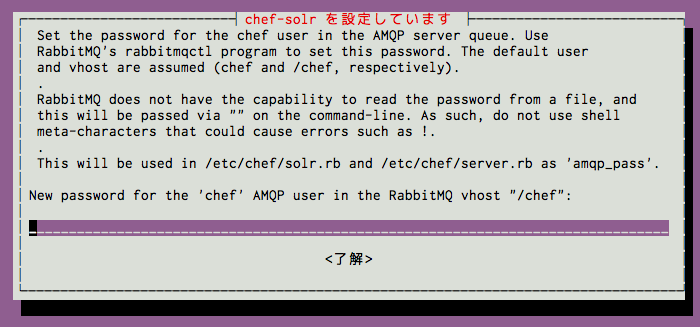 chef-solr を設定しています
Set the password for the chef user in the AMQP server queue. Use
RabbitMQ's rabbitmqctl program to set this password. The default user
and vhost are assumed (chef and /chef, respectively).
.
RabbitMQ does not have the capability to read the password from a file, and
this will be passed via "" on the command-line. As such, do not use shell
meta-characters that could cause errors such as !.
.
This will be used in /etc/chef/solr.rb and /etc/chef/server.rb as 'amqp_pass'.
New password for the 'chef' AMQP user in the RabbitMQ vhost "/chef":
<了解>